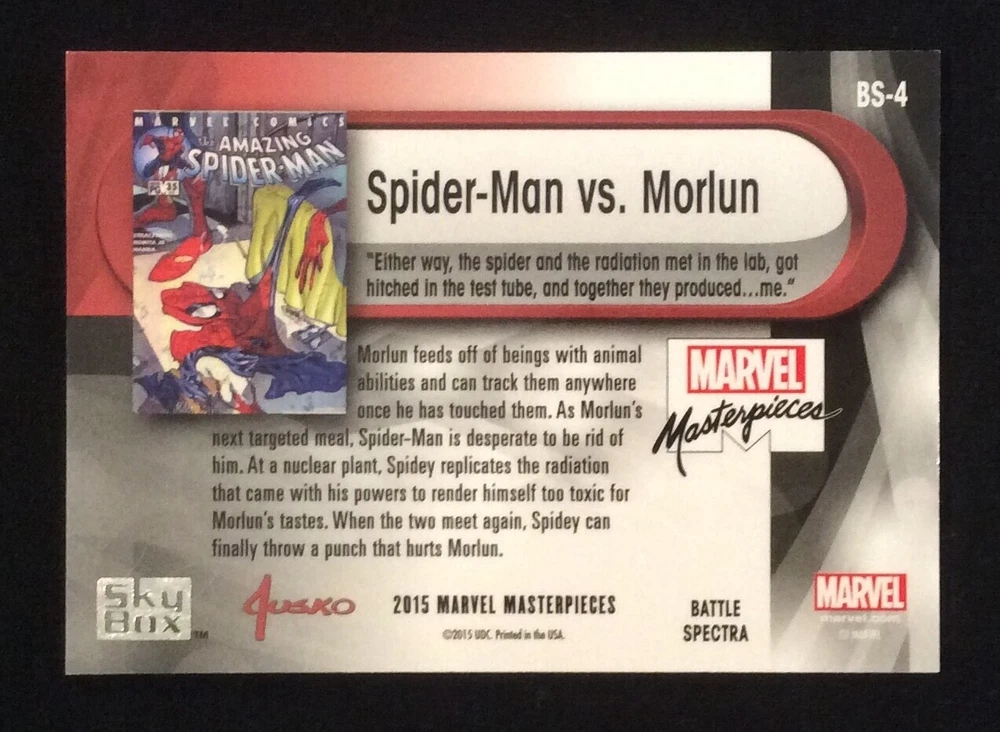 BS-4
MARVEL COMICS
the AMAZING
SPIDER-MAN
35
Spider-Man vs. Morlun
"Either way, the spider and the radiation met in the lab, got
hitched in the test tube, and together they produced...me."
Morlun feeds off of beings with animal
abilities and can track them anywhere
once he has touched them. As Morlun's
next targeted meal, Spider-Man is desperate to be rid of
him. At a nuclear plant, Spidey replicates the radiation
that came with his powers to render himself too toxic for
Morlun's tastes. When the two meet again, Spidey can
finally throw a punch that hurts Morlun.
MARVEL
Masterpieces
Sky
Box™
Jusko
2015 MARVEL MASTERPIECES
©2015 UDC. Printed in the USA.
BATTLE
SPECTRA
MARVEL
marvel.com
© MARVEL